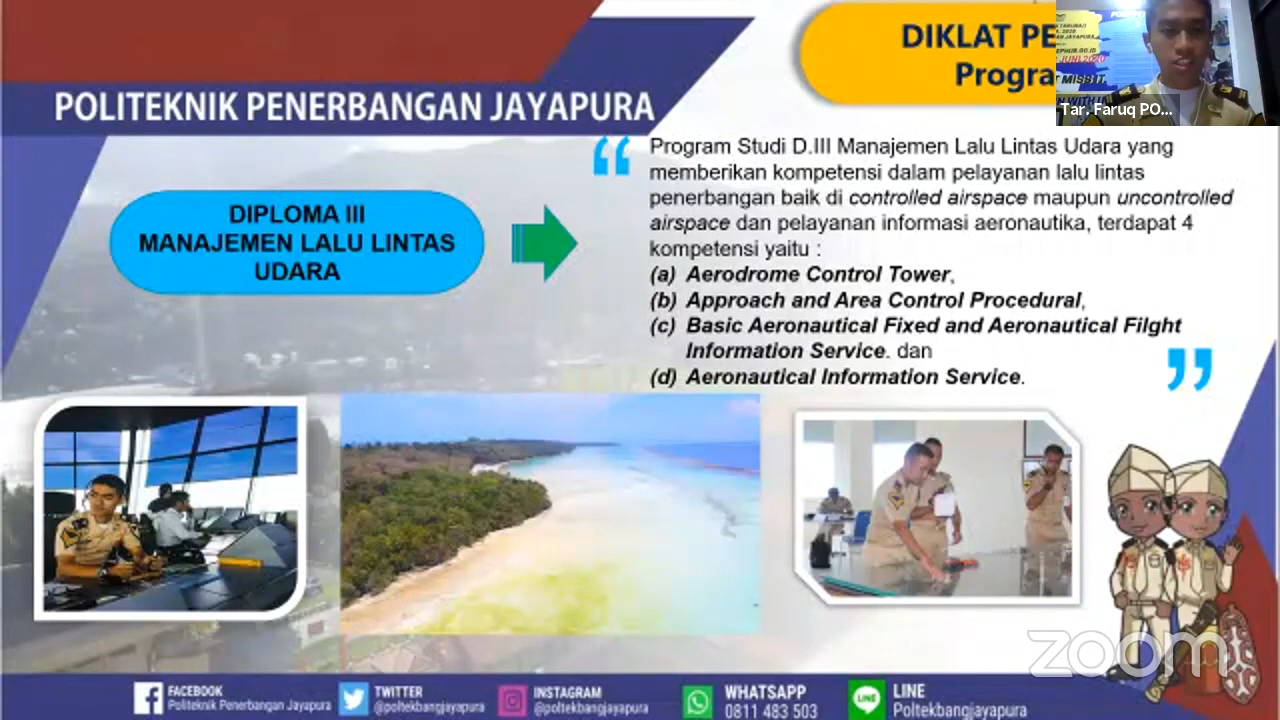 POLITEKNIK PENERBANGAN JAYAPURA
DIKLAT
Tar. Faruq PO...
DIPLOMA III
MANAJEMEN LALU LINTAS
UDARA
Program Studi D.III Manajemen Lalu Lintas Udara yang
memberikan kompetensi dalam pelayanan lalu lintas
penerbangan baik di controlled airspace maupun uncontrolled
airspace dan pelayanan informasi aeronautika, terdapat 4
kompetensi yaitu :
(a) Aerodrome Control Tower,
(b) Approach and Area Control Procedural,
(c) Basic Aeronautical Fixed and Aeronautical Filght
Information Service. dan
(d) Aeronautical Information Service.
zoom
FACEBOOK
Politeknik Penerbangan Jayapura
TWITTER
@poltekbangjayapura
INSTAGRAM
@poltekbangjayapura
WHATSAPP
0811 483 503
LINE
LINE
Poltekbangjayapura